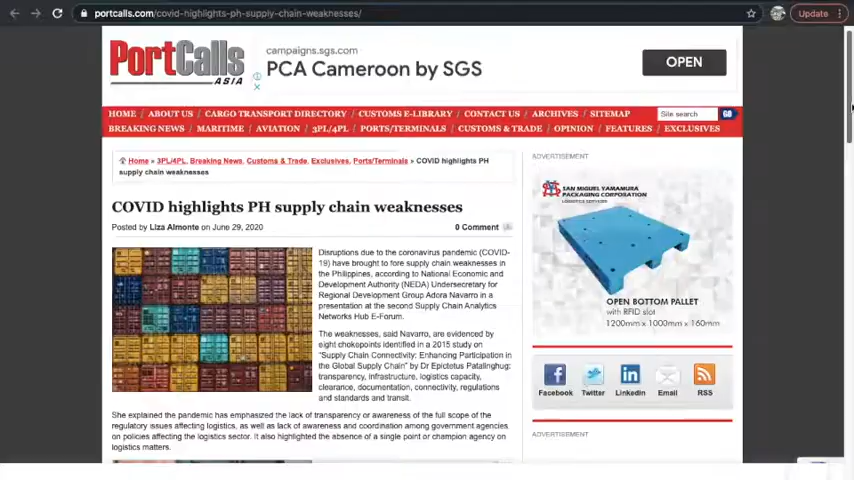 portcalls.com/covid-highlights-ph-supply-chain-weaknesses/
Update
PortCalls
ASIA
campaigns.sgs.com
PCA Cameroon by SGS
OPEN
HOME / ABOUT US / CARGO TRANSPORT DIRECTORY / CUSTOMS E-LIBRARY / CONTACT US / ARCHIVES / SITEMAP
Site search
GO
BREAKING NEWS / MARITIME / AVIATION / 3PL/4PL / PORTS/TERMINALS / CUSTOMS & TRADE / OPINION / FEATURES / EXCLUSIVES
Home » 3PL/4PL, Breaking News, Customs & Trade, Exclusives, Ports/Terminals » COVID highlights PH
supply chain weaknesses
COVID highlights PH supply chain weaknesses
Posted by Liza Almonte on June 29, 2020
0 Comment
Disruptions due to the coronavirus pandemic (COVID-
19) have brought to fore supply chain weaknesses in
the Philippines, according to National Economic and
Development Authority (NEDA) Undersecretary for
Regional Development Group Adora Navarro in a
presentation at the second Supply Chain Analytics
Networks Hub E-Forum.
The weaknesses, said Navarro, are evidenced by
eight chokepoints identified in a 2015 study on
"Supply Chain Connectivity: Enhancing Participation in
the Global Supply Chain" by Dr Epictetus Patalinghug:
transparency, infrastructure, logistics capacity,
clearance, documentation, connectivity, regulations
and standards and transit.
She explained the pandemic has emphasized the lack of transparency or awareness of the full scope of the
regulatory issues affecting logistics, as well as lack of awareness and coordination among government agencies
on policies affecting the logistics sector. It also highlighted the absence of a single point or champion agency on
logistics matters.
ADVERTISEMENT
SAN MIGUEL YAMAMURA
PACKAGING CORPORATION
LOGISTICS SERVICES
OPEN BOTTOM PALLET
with RFID slot
1200mm x 1000mm x 160mm
Facebook
Twitter
Linkedin
Email
RSS
ADVERTISEMENT